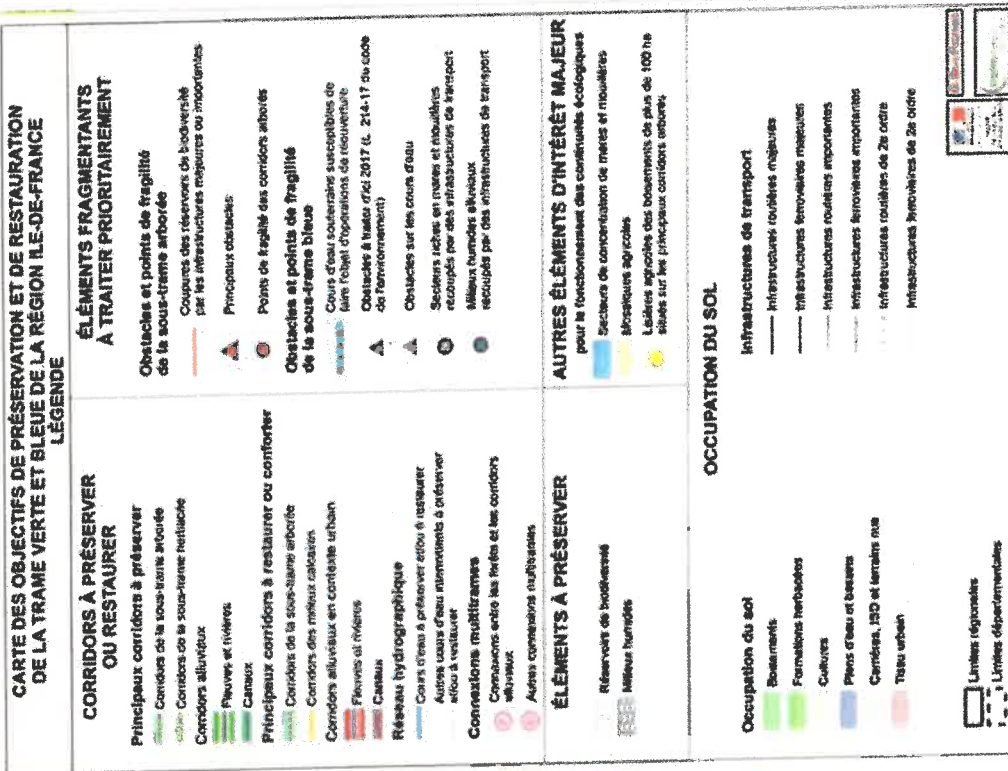 CARTE DES OBJECTIFS DE PRÉSERVATION ET DE RESTAURATION
DE LA TRAME VERTE ET BLEUE DE LA RÉGION ILE-DE-FRANCE
LÉGENDE
CORRIDORS À PRÉSERVER
OU RESTAURER
Principaux corridors à préserver
Corridors de la sous-trame arborée
Corridors de la sous-trame herbacée
Corridors alluviaux
Fleuves et rivières
Canaux
Principaux corridors à restaurer ou conforter
Corridors de la sous-trame arborée
Corridors des milieux calcaires
Corridors alluviaux en contexte urbain
Fleuves et rivières
Canaux
Réseau hydrographique
Cours d'eau à préserver et/ou à restaurer
Autres cours d'eau intermittents à préserver
et/ou à restaurer
Connexions multitrames
Connexions entre les forêts et les corridors
alluviaux
Autres connexions multitrames
ÉLÉMENTS FRAGMENTANTS
À TRAITER PRIORITAIREMENT
Obstacles et points de fragilité
de la sous-trame arborée
Coupures des réservoirs de biodiversité
par les infrastructures majeures ou importantes
Principaux obstacles
Points de fragilité des corridors arborés
Obstacles et points de fragilité
de la sous-trame bleue
Cours d'eau souterrains susceptibles de
faire l'objet d'opérations de réouverture
Obstacles à traiter d'ici 2017 (L. 214-17 du code
de l'environnement)
Obstacles sur les cours d'eau
Secteurs riches en mares et mouillères
recoupés par des infrastructures de transport
Milieux humides alluviaux
recoupés par des infrastructures de transport
ÉLÉMENTS À PRÉSERVER
Réservoirs de biodiversité
Milieux humides
AUTRES ÉLÉMENTS D'INTÉRÊT MAJEUR
pour le fonctionnement des continuités écologiques
Secteurs de concentration de mares et mouillères
Mosaïques agricoles
Lisières agricoles des boisements de plus de 100 ha
situés sur les principaux corridors arborés
OCCUPATION DU SOL
Occupation du sol
Boisements
Formations herbacées
Cultures
Plans d'eau et bassins
Carrières, ISD et terrains nus
Tissu urbain
Infrastructures de transport
Infrastructures routières majeures
Infrastructures ferroviaires majeures
Infrastructures routières importantes
Infrastructures ferroviaires importantes
Infrastructures routières de 2e ordre
Infrastructures ferroviaires de 2e ordre
Limites régionales
Limites départementales